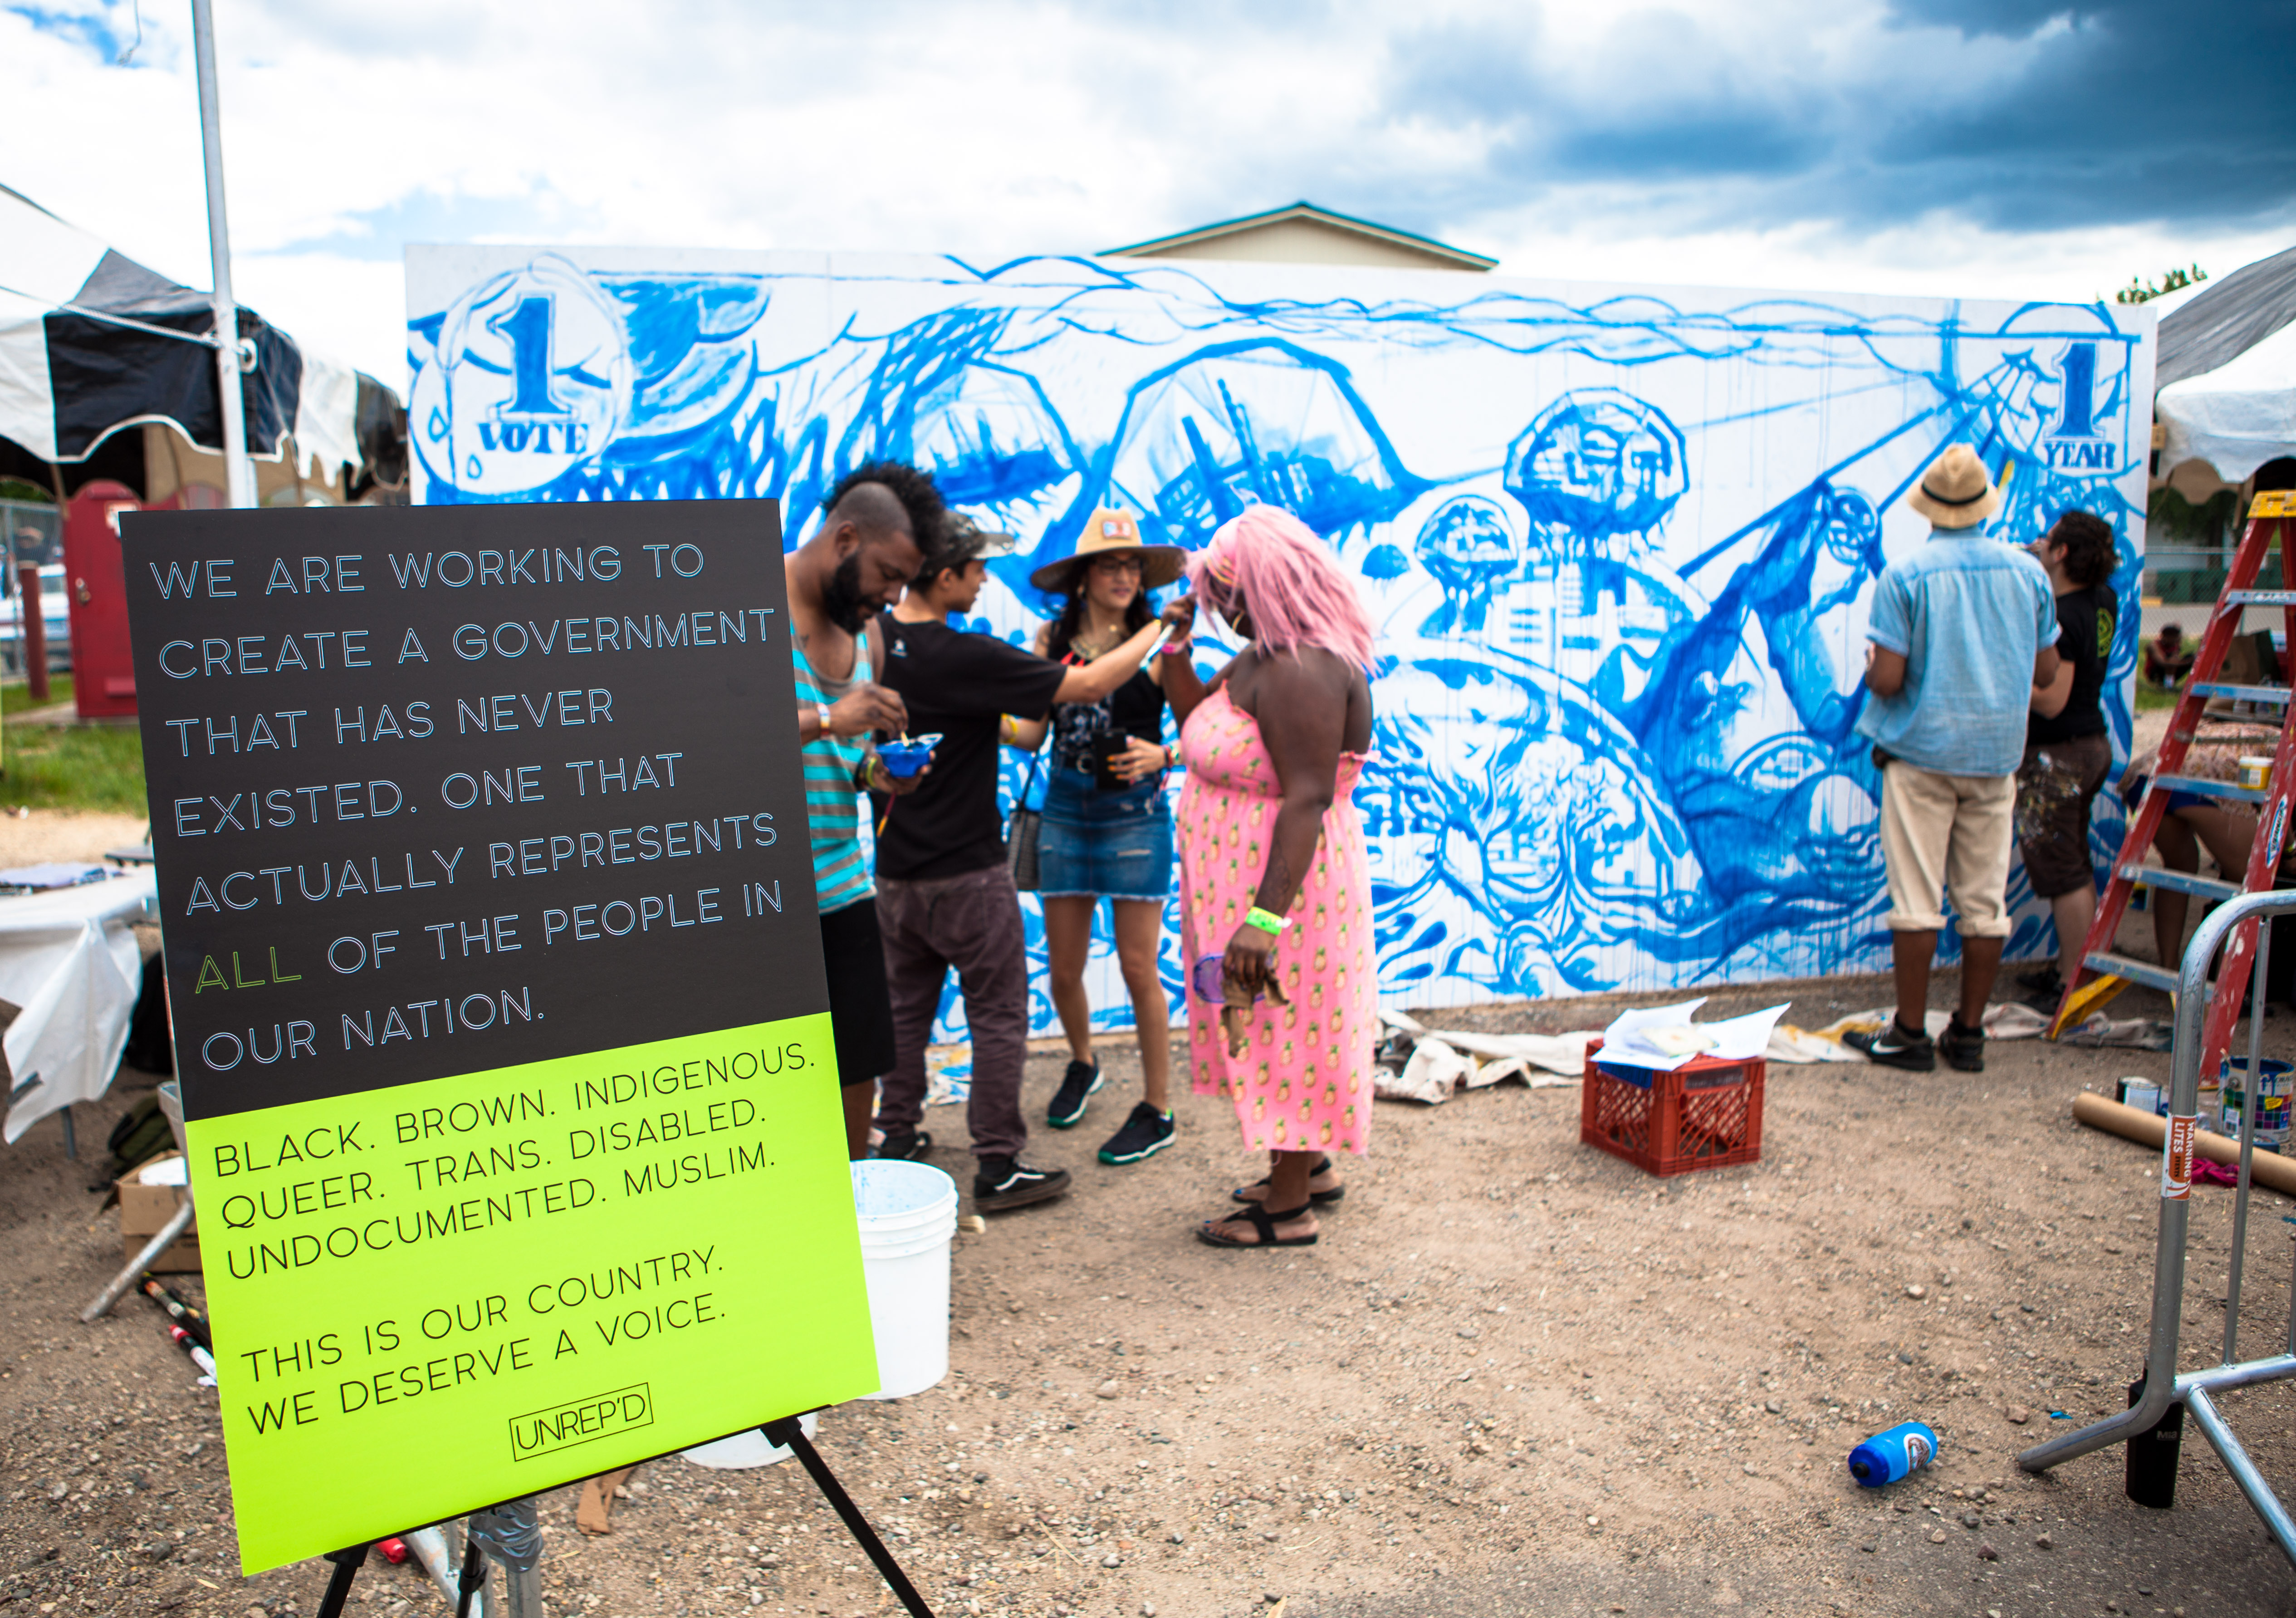 WE ARE WORKING TO
CREATE A GOVERNMENT
THAT HAS NEVER
EXISTED. ONE THAT
ACTUALLY REPRESENTS
ALL OF THE PEOPLE IN
OUR NATION.
BLACK. BROWN. INDIGENOUS.
QUEER. TRANS. DISABLED.
UNDOCUMENTED. MUSLIM.
THIS IS OUR COUNTRY.
WE DESERVE A VOICE.
UNREP'D
1
VOTE
1
YEAR
WARNING
LITES